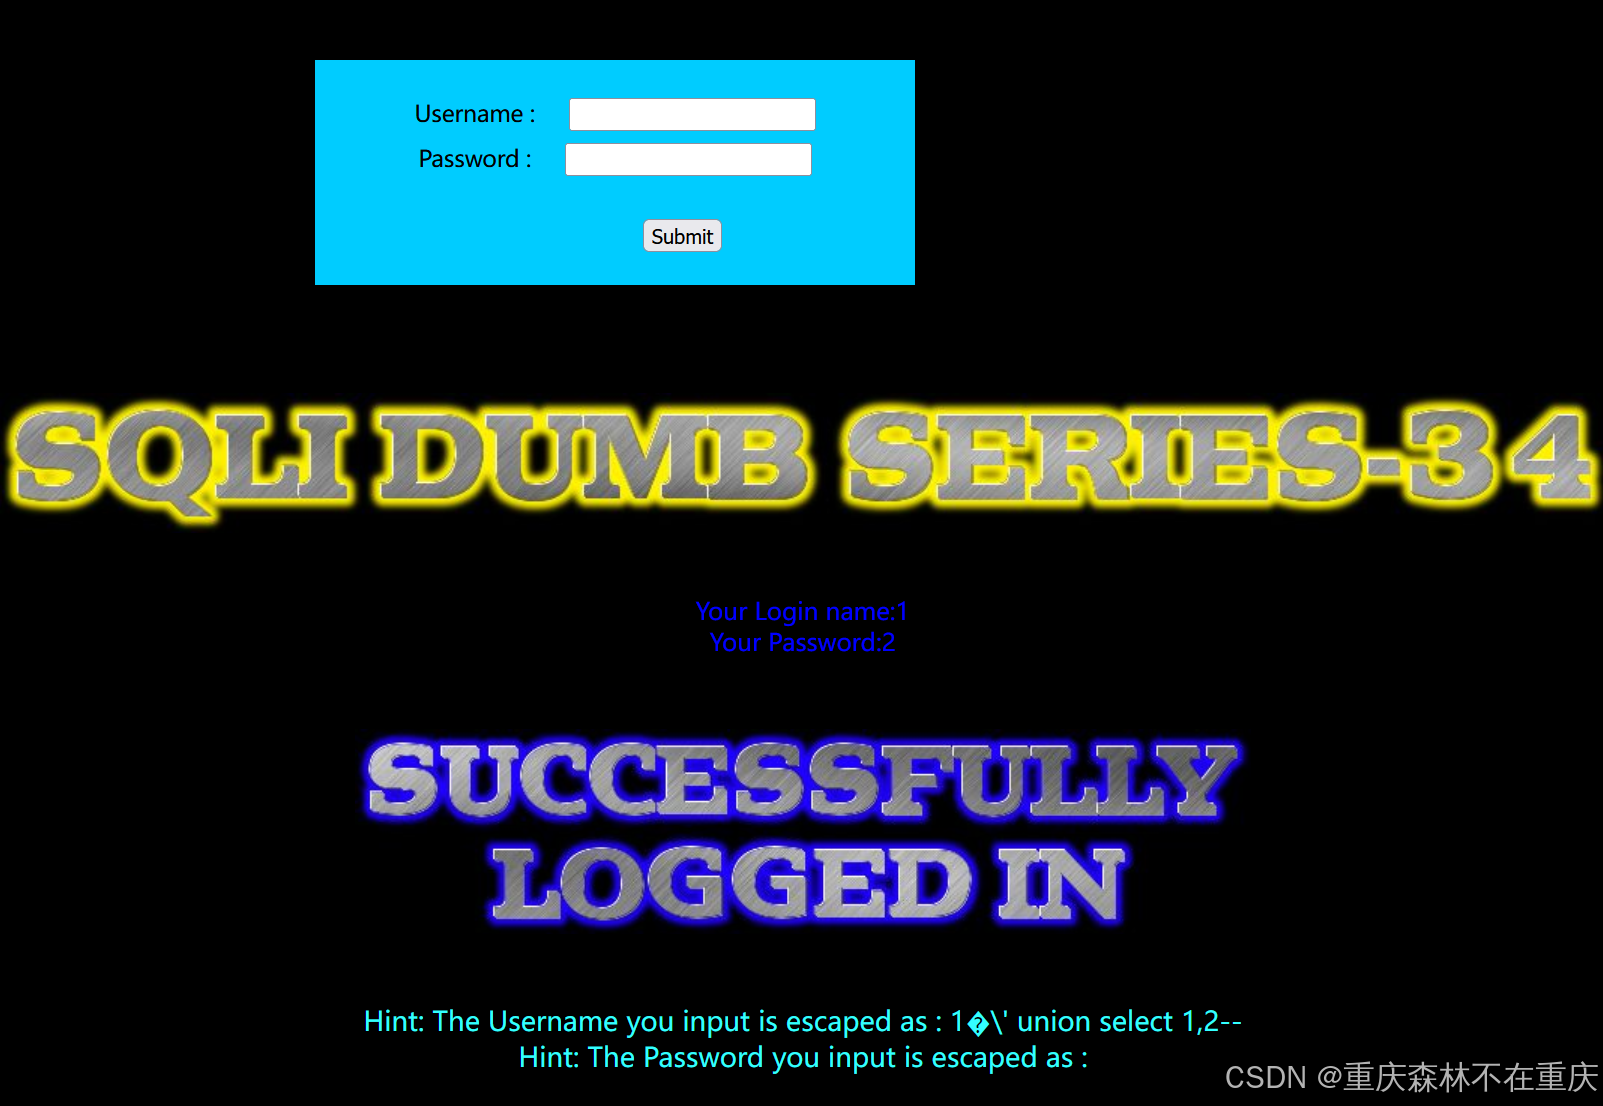 Username :
Password :
Submit
SQLI DUMB SERIES-34
Your Login name:1
Your Password:2
SUCCESSFULLY
LOGGED IN
Hint: The Username you input is escaped as : 1�\' union select 1,2--
Hint: The Password you input is escaped as :
CSDN @重庆森林不在重庆